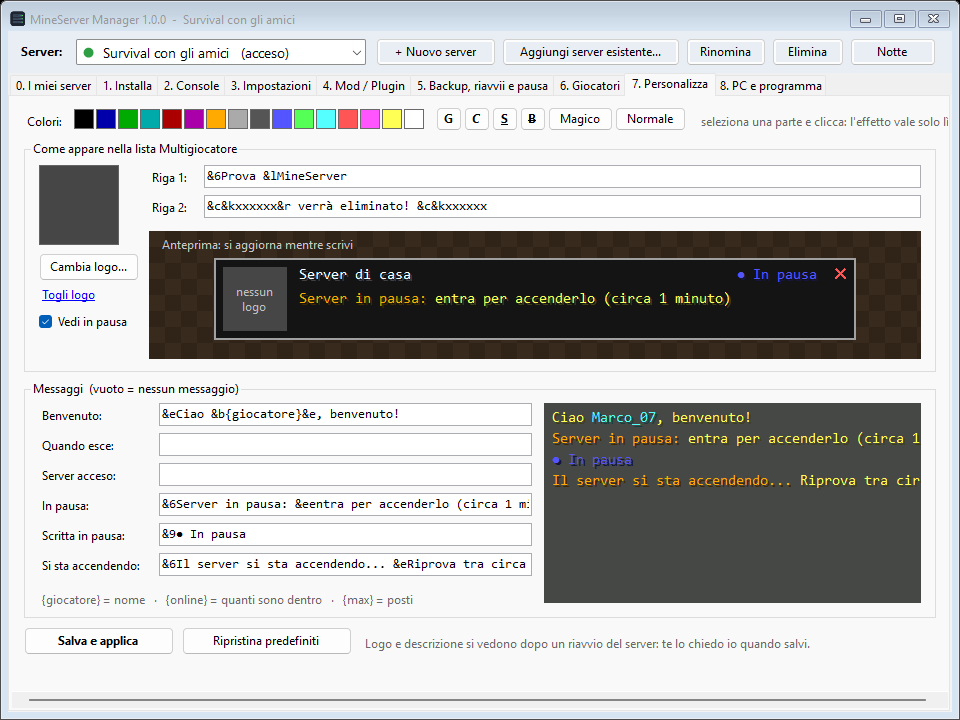 MineServer Manager 1.0.0 - Survival con gli amici
Server:
Survival con gli amici (acceso)
+ Nuovo server
Aggiungi server esistente...
Rinomina
Elimina
Notte
0. I miei server
1. Installa
2. Console
3. Impostazioni
4. Mod / Plugin
5. Backup, riavvii e pausa
6. Giocatori
7. Personalizza
8. PC e programma
Colori:
G
C
S
B
Magico
Normale
seleziona una parte e clicca: l'effetto vale solo lì
Come appare nella lista Multigiocatore
Riga 1:
&6Prova &lMineServer
Riga 2:
&c&kxxxxxx&r verrà eliminato! &c&kxxxxxx
Cambia logo...
Togli logo
Vedi in pausa
Anteprima: si aggiorna mentre scrivi
nessun
logo
Server di casa
● In pausa
Server in pausa: entra per accenderlo (circa 1 minuto)
Messaggi (vuoto = nessun messaggio)
Benvenuto:
&eCiao &b{giocatore}&e, benvenuto!
Quando esce:
Server acceso:
In pausa:
&6Server in pausa: &eentra per accenderlo (circa 1 mi
Scritta in pausa:
&9● In pausa
Si sta accendendo:
&6Il server si sta accendendo... &eRiprova tra circa
{giocatore} = nome · {online} = quanti sono dentro · {max} = posti
Ciao Marco_07, benvenuto!
Server in pausa: entra per accenderlo (circa 1
● In pausa
Il server si sta accendendo... Riprova tra cir
Salva e applica
Ripristina predefiniti
Logo e descrizione si vedono dopo un riavvio del server: te lo chiedo io quando salvi.